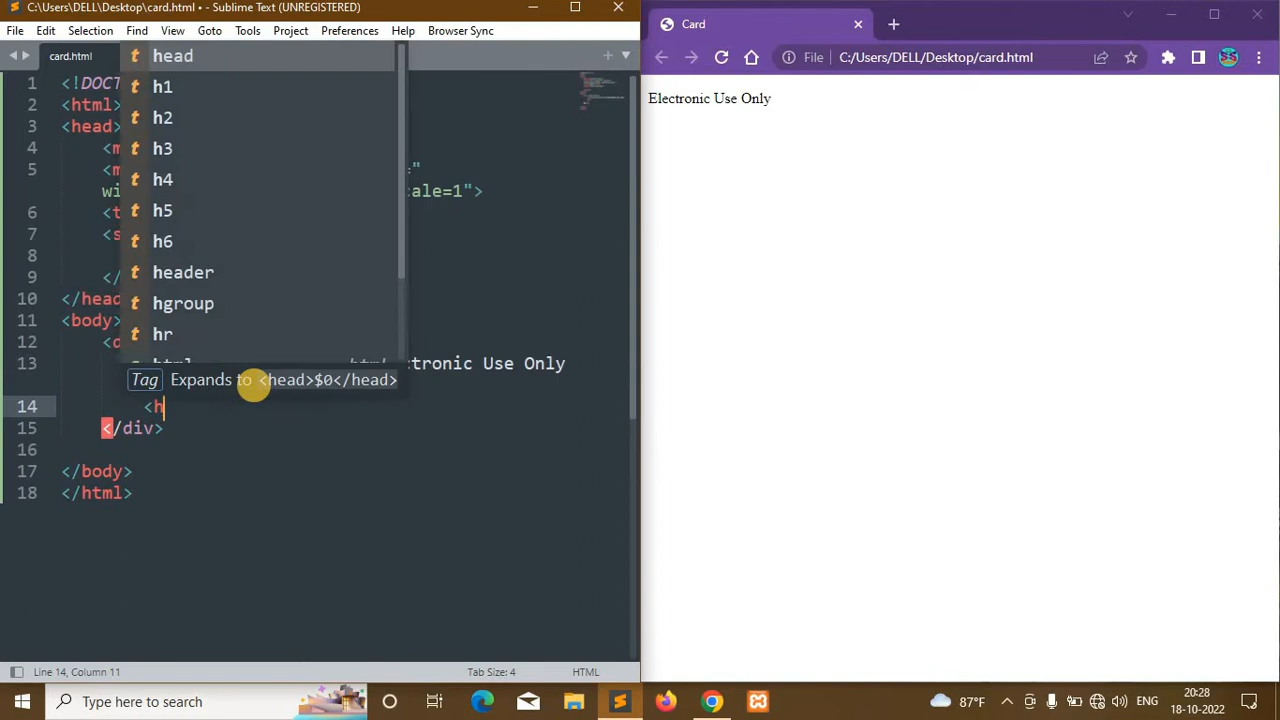 C:\Users\DELL\Desktop\card.html • - Sublime Text (UNREGISTERED)
File Edit Selection Find View Goto Tools Project Preferences Help Browser Sync
card.html
head
h1
h2
h3
h4
h5
h6
header
hgroup
hr
Tag Expands to <head>$0</head>
1 <!DOCT
2 <html>
3 <head>
4 <m
5 <m ="
wi cale=1">
6 <t
7 <s
8
9 </
10 </head
11 <body>
12 <d
13 ctronic Use Only
14 <h
15 </div>
16
17 </body>
18 </html>
Line 14, Column 11 Tab Size: 4 HTML
Card
File C:/Users/DELL/Desktop/card.html
Electronic Use Only
Type here to search
87°F ENG 20:28
18-10-2022